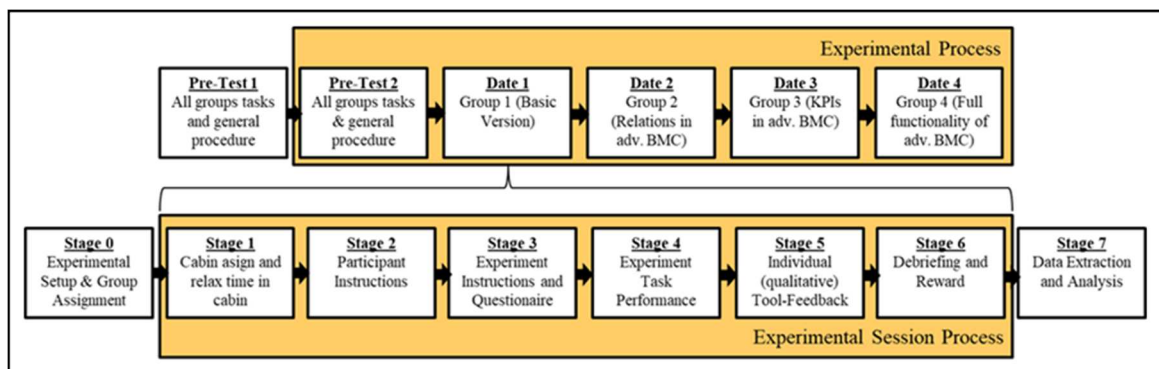 Experimental Process
Pre-Test 1
All groups tasks
and general
procedure
Pre-Test 2
All groups tasks
& general
procedure
Date 1
Group 1 (Basic
Version)
Date 2
Group 2
(Relations in
adv. BMC)
Date 3
Group 3 (KPIs
in adv. BMC)
Date 4
Group 4 (Full
functionality of
adv. BMC)
Stage 0
Experimental
Setup & Group
Assignment
Stage 1
Cabin asign and
relax time in
cabin
Stage 2
Participant
Instructions
Stage 3
Experiment
Instructions and
Questionaire
Stage 4
Experiment
Task
Performance
Stage 5
Individual
(qualitative)
Tool-Feedback
Stage 6
Debriefing and
Reward
Stage 7
Data Extraction
and Analysis
Experimental Session Process